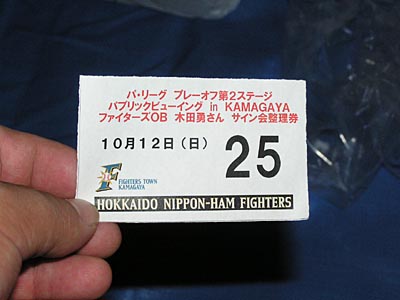 パ・リーグ プレーオフ第2ステージ
パブリックビューイング in KAMAGAYA
ファイターズOB 木田勇さん サイン会整理券
10月12日(日) 25
F
FIGHTERS TOWN
KAMAGAYA
HOKKAIDO NIPPON-HAM FIGHTERS